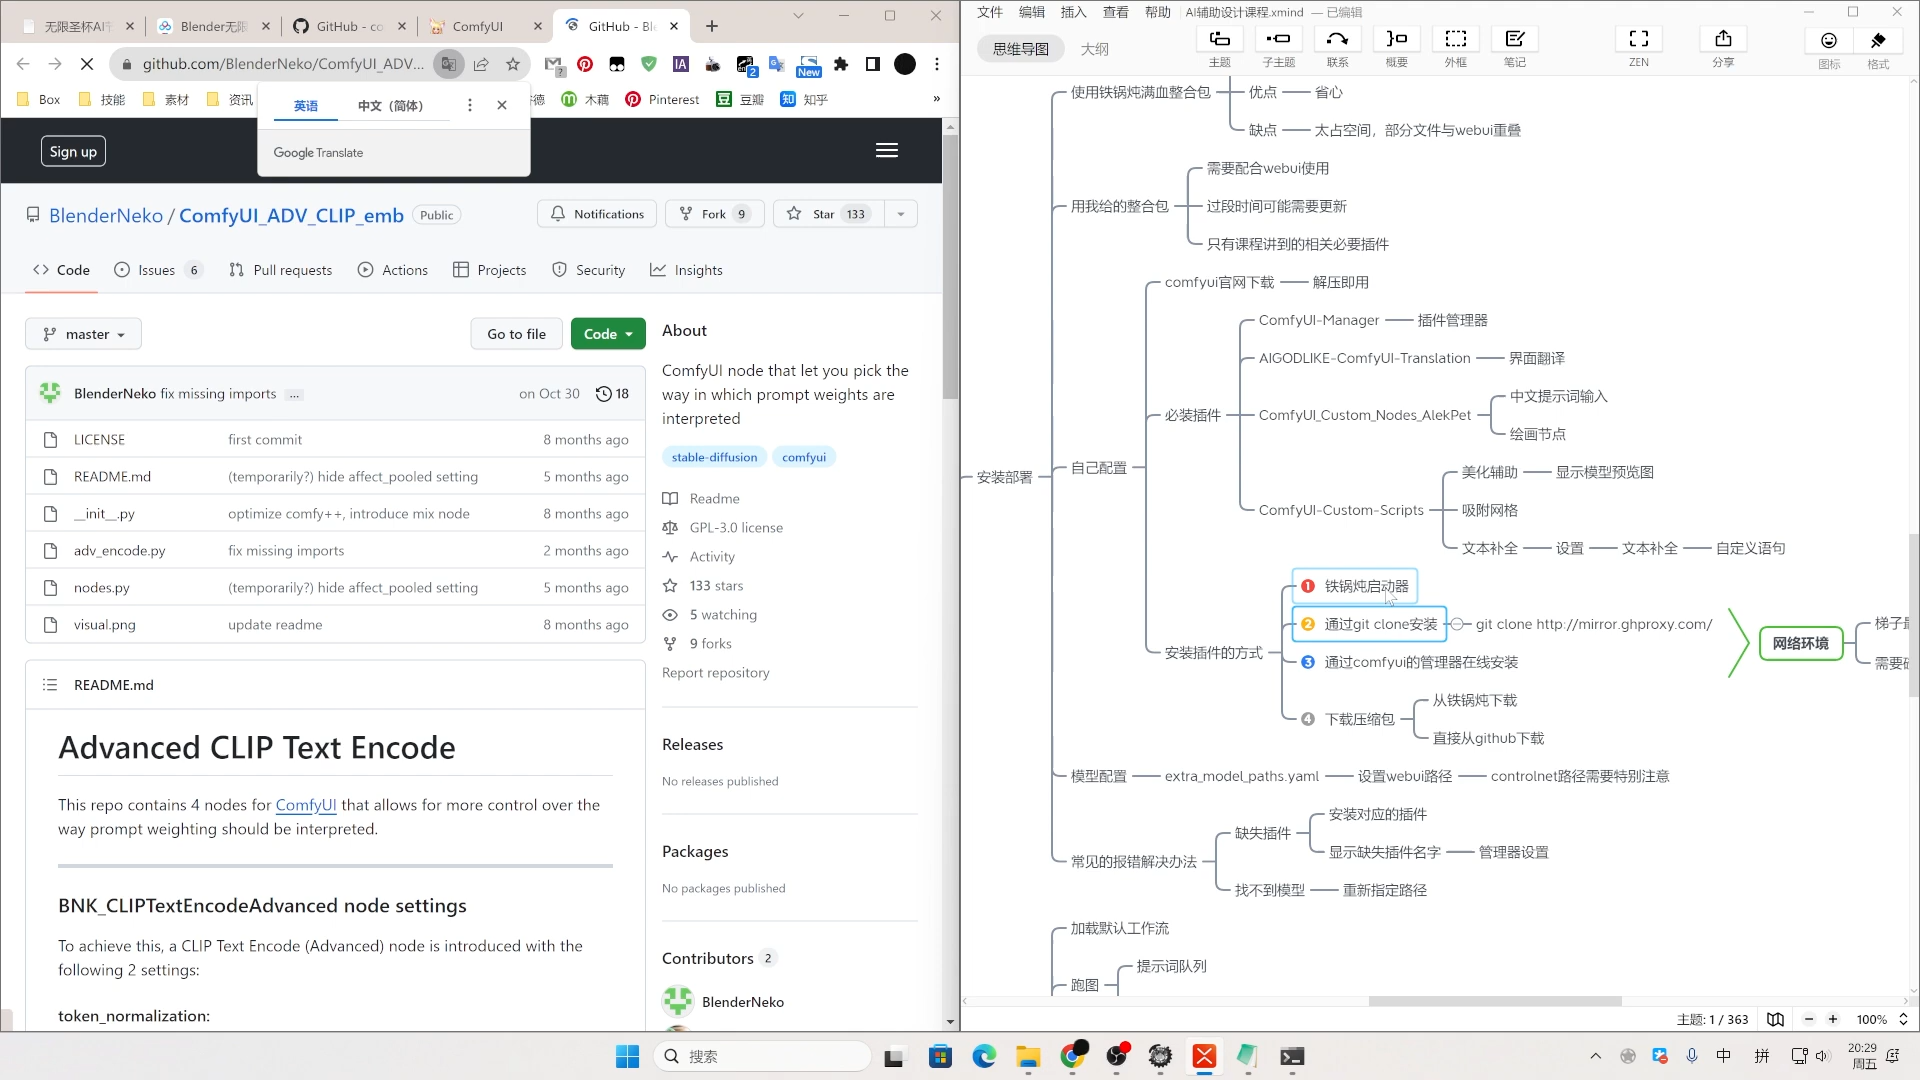 无限圣杯AI节
Blender无限
GitHub - co
ComfyUI
GitHub - Ble
github.com/BlenderNeko/ComfyUI_ADV...
Box
技能
素材
资讯
木藕
Pinterest
豆瓣
知乎
»
英语
中文（简体）
Google Translate
Sign up
BlenderNeko / ComfyUI_ADV_CLIP_emb
Public
Notifications
Fork 9
Star 133
Code
Issues 6
Pull requests
Actions
Projects
Security
Insights
master
Go to file
Code
BlenderNeko fix missing imports ...
on Oct 30
18
LICENSE first commit 8 months ago
README.md (temporarily?) hide affect_pooled setting 5 months ago
__init__.py optimize comfy++, introduce mix node 8 months ago
adv_encode.py fix missing imports 2 months ago
nodes.py (temporarily?) hide affect_pooled setting 5 months ago
visual.png update readme 8 months ago
README.md
Advanced CLIP Text Encode
This repo contains 4 nodes for ComfyUI that allows for more control over the
way prompt weighting should be interpreted.
BNK_CLIPTextEncodeAdvanced node settings
To achieve this, a CLIP Text Encode (Advanced) node is introduced with the
following 2 settings:
token_normalization:
About
ComfyUI node that let you pick the
way in which prompt weights are
interpreted
stable-diffusion
comfyui
Readme
GPL-3.0 license
Activity
133 stars
5 watching
9 forks
Report repository
Releases
No releases published
Packages
No packages published
Contributors 2
BlenderNeko
文件 编辑 插入 查看 帮助 AI辅助设计课程.xmind — 已编辑
思维导图
大纲
主题
子主题
联系
概要
外框
笔记
ZEN
分享
图标
格式
使用铁锅炖满血整合包
优点
省心
缺点
太占空间，部分文件与webui重叠
用我给的整合包
需要配合webui使用
过段时间可能需要更新
只有课程讲到的相关必要插件
安装部署
自己配置
comfyui官网下载
解压即用
必装插件
ComfyUI-Manager
插件管理器
AIGODLIKE-ComfyUI-Translation
界面翻译
ComfyUI_Custom_Nodes_AlekPet
中文提示词输入
绘画节点
ComfyUI-Custom-Scripts
美化辅助
显示模型预览图
吸附网格
文本补全
设置
文本补全
自定义语句
安装插件的方式
1 铁锅炖启动器
2 通过git clone安装
git clone http://mirror.ghproxy.com/
3 通过comfyui的管理器在线安装
4 下载压缩包
从铁锅炖下载
直接从github下载
网络环境
梯子
需要
模型配置
extra_model_paths.yaml
设置webui路径
controlnet路径需要特别注意
常见的报错解决办法
缺失插件
安装对应的插件
显示缺失插件名字
管理器设置
找不到模型
重新指定路径
加载默认工作流
跑图
提示词队列
主题: 1 / 363
100%
搜索
中
拼
20:29
周五